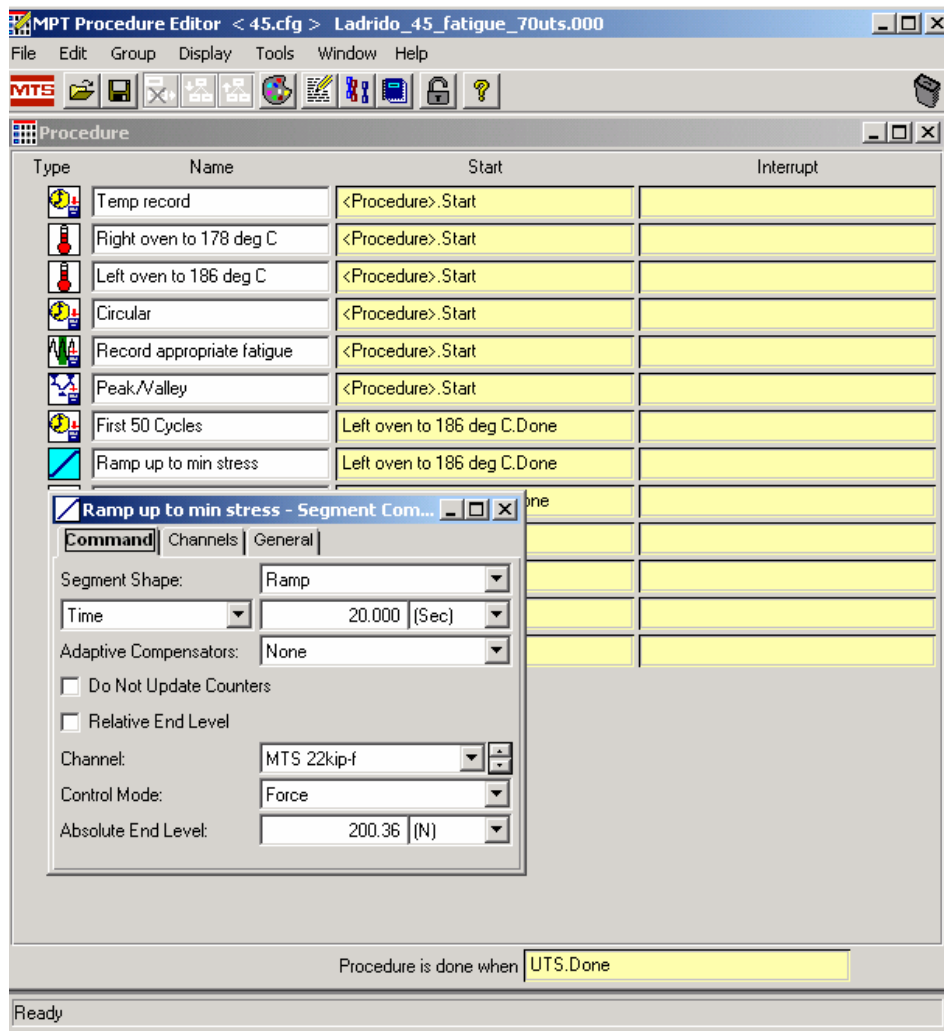 MPT Procedure Editor < 45.cfg > Ladrido_45_fatigue_70uts.000
File Edit Group Display Tools Window Help
MTS
Procedure
Type Name Start Interrupt
Temp record <Procedure>.Start
Right oven to 178 deg C <Procedure>.Start
Left oven to 186 deg C <Procedure>.Start
Circular <Procedure>.Start
Record appropriate fatigue <Procedure>.Start
Peak/Valley <Procedure>.Start
First 50 Cycles Left oven to 186 deg C.Done
Ramp up to min stress Left oven to 186 deg C.Done
Ramp up to min stress - Segment Com...
Command Channels General
Segment Shape: Ramp
Time 20.000 (Sec)
Adaptive Compensators: None
Do Not Update Counters
Relative End Level
Channel: MTS 22kip-f
Control Mode: Force
Absolute End Level: 200.36 (N)
Procedure is done when UTS.Done
Ready